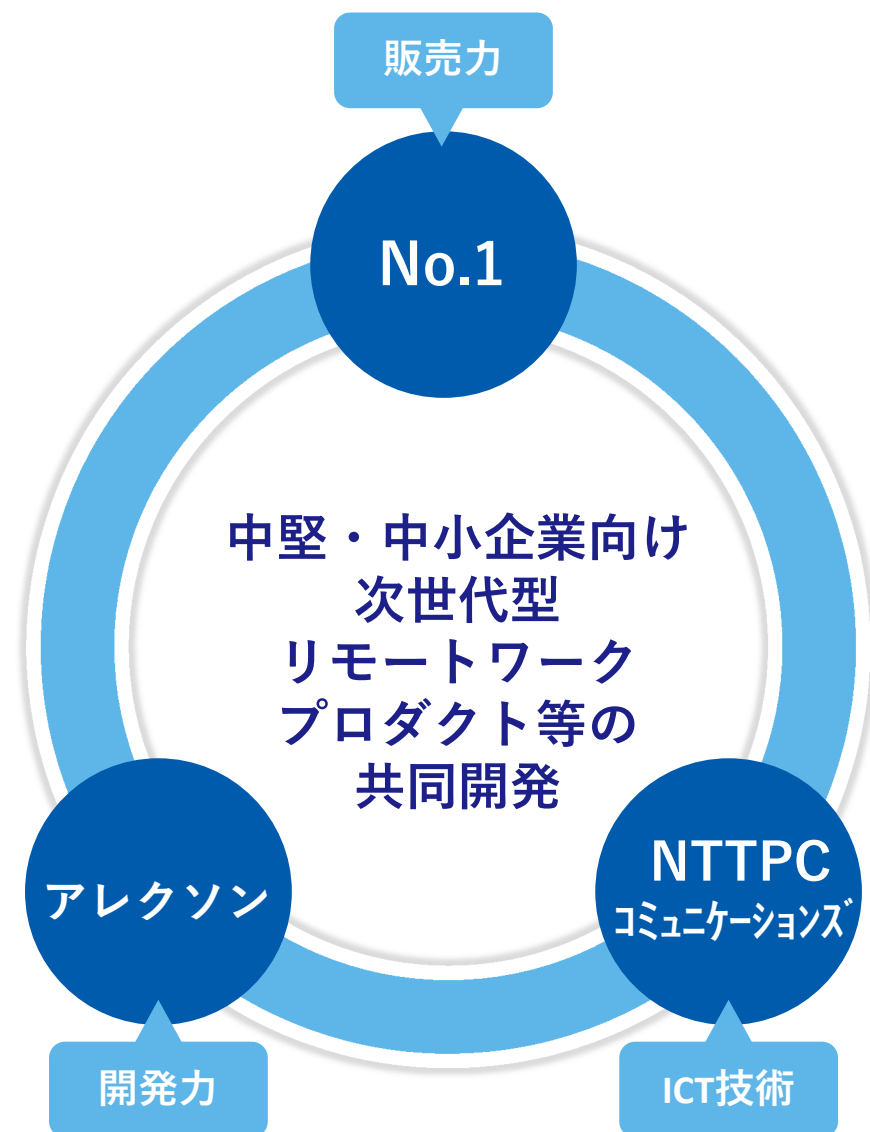 販売力
No.1
中堅・中小企業向け
次世代型
リモートワーク
プロダクト等の
共同開発
アレクソン
NTTPC
ｺﾐｭﾆｹｰｼｮﾝｽﾞ
開発力
ICT技術